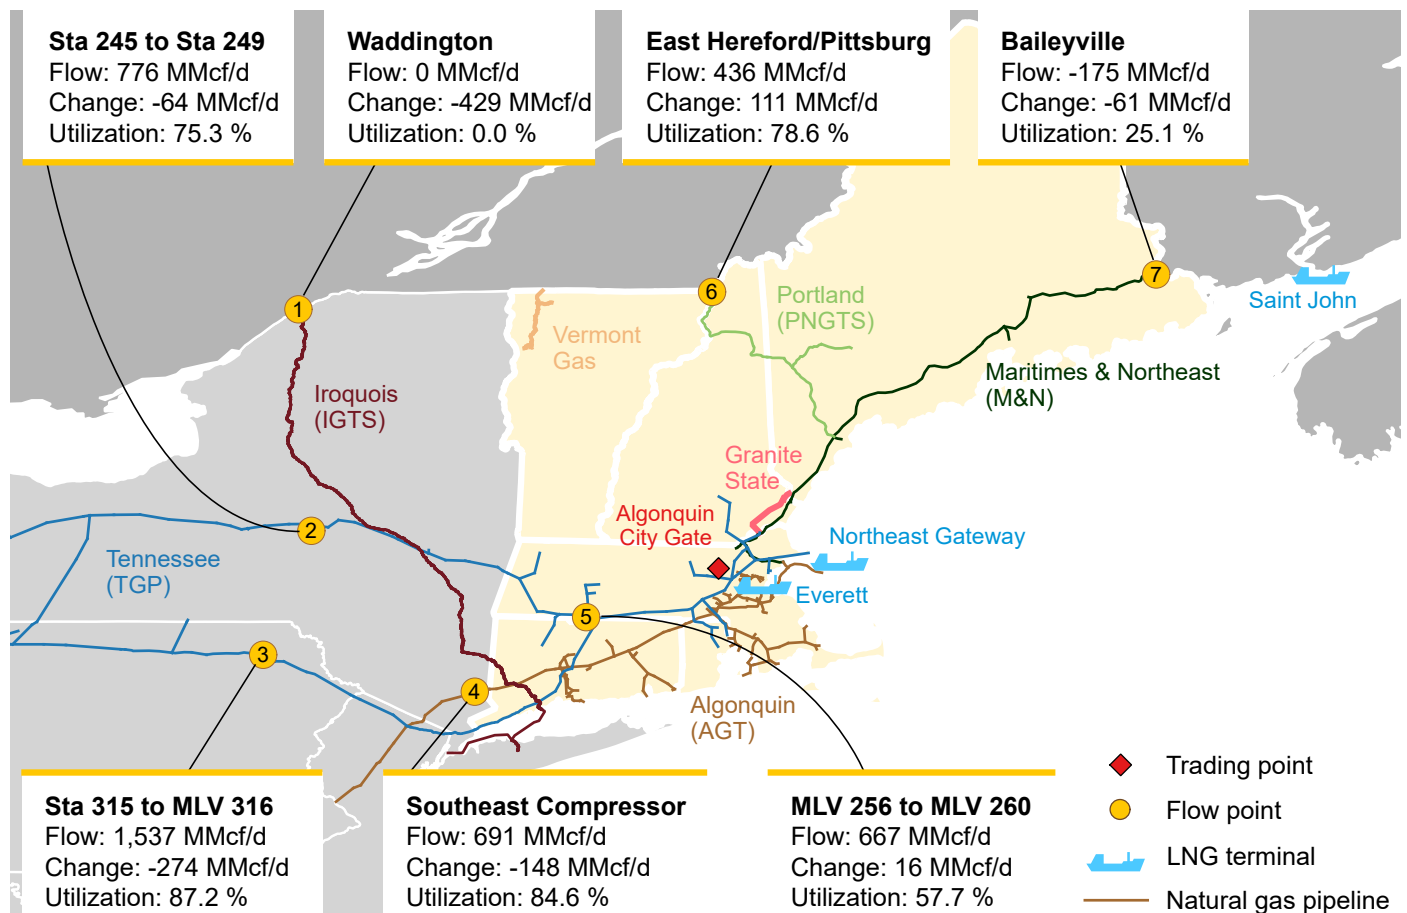 Sta 245 to Sta 249
Flow: 776 MMcf/d
Change: -64 MMcf/d
Utilization: 75.3 %
Waddington
Flow: 0 MMcf/d
Change: -429 MMcf/d
Utilization: 0.0 %
East Hereford/Pittsburg
Flow: 436 MMcf/d
Change: 111 MMcf/d
Utilization: 78.6 %
Baileyville
Flow: -175 MMcf/d
Change: -61 MMcf/d
Utilization: 25.1 %
1
6
7
Saint John
Portland
(PNGTS)
Vermont
Gas
Iroquois
(IGTS)
Maritimes & Northeast
(M&N)
Granite
State
Algonquin
City Gate
2
Northeast Gateway
Tennessee
(TGP)
Everett
5
3
4
Algonquin
(AGT)
Sta 315 to MLV 316
Flow: 1,537 MMcf/d
Change: -274 MMcf/d
Utilization: 87.2 %
Southeast Compressor
Flow: 691 MMcf/d
Change: -148 MMcf/d
Utilization: 84.6 %
MLV 256 to MLV 260
Flow: 667 MMcf/d
Change: 16 MMcf/d
Utilization: 57.7 %
Trading point
Flow point
LNG terminal
Natural gas pipeline